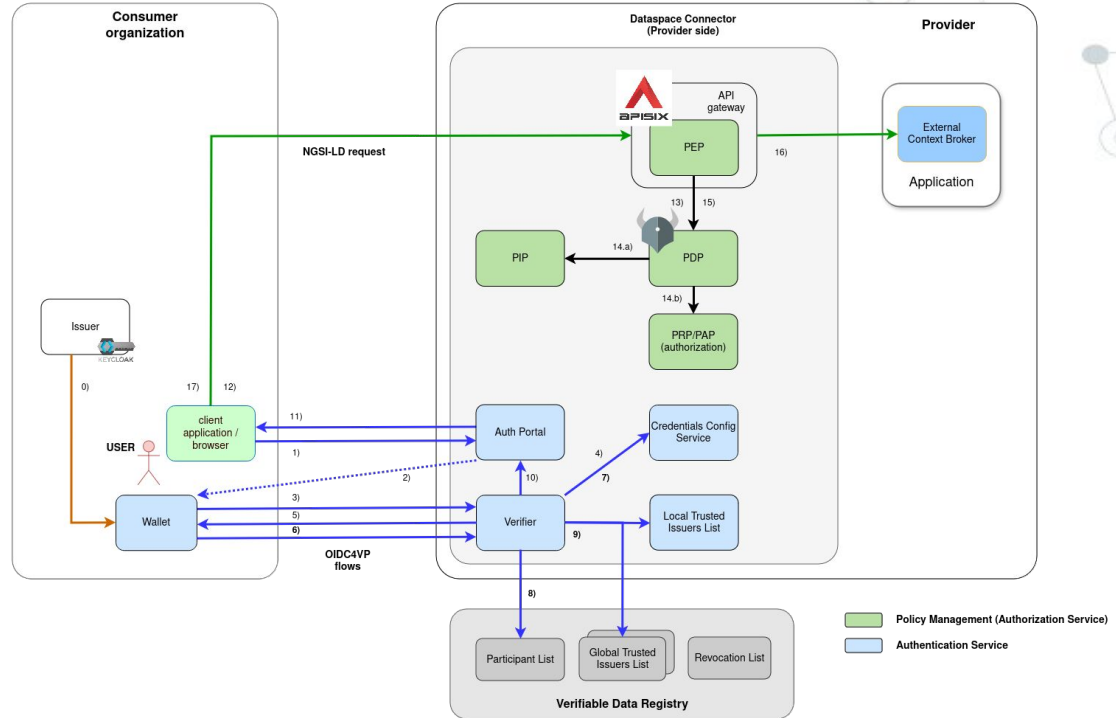 Consumer
organization
Dataspace Connector
(Provider side)
Provider
API
gateway
APISIX
PEP
NGSI-LD request
16)
External
Context Broker
Application
13)
15)
14.a)
PIP
PDP
14.b)
PRP/PAP
(authorization)
Issuer
KEYCLOAK
0)
17)
12)
client
application /
browser
USER
11)
1)
Auth Portal
Credentials Config
Service
2)
10)
4)
7)
Wallet
3)
5)
6)
Verifier
9)
Local Trusted
Issuers List
OIDC4VP
flows
8)
Participant List
Global Trusted
Issuers List
Revocation List
Verifiable Data Registry
Policy Management (Authorization Service)
Authentication Service